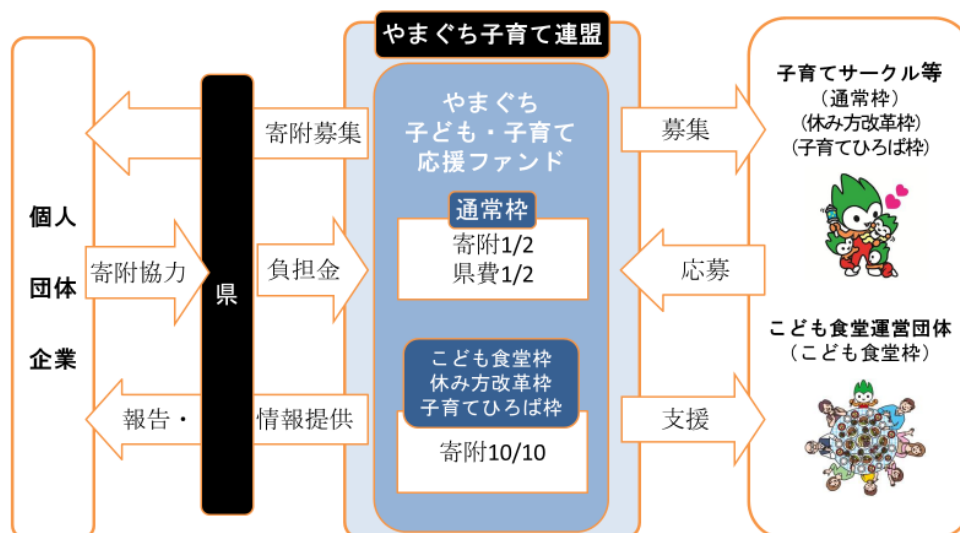 やまぐち子育て連盟
個人
団体
企業
寄附募集
寄附協力
報告・
県
負担金
情報提供
やまぐち
子ども・子育て
応援ファンド
通常枠
寄附1/2
県費1/2
こども食堂枠
休み方改革枠
子育てひろば枠
寄附10/10
募集
応募
支援
子育てサークル等
（通常枠）
(休み方改革枠)
(子育てひろば枠)
こども食堂運営団体
（こども食堂枠）